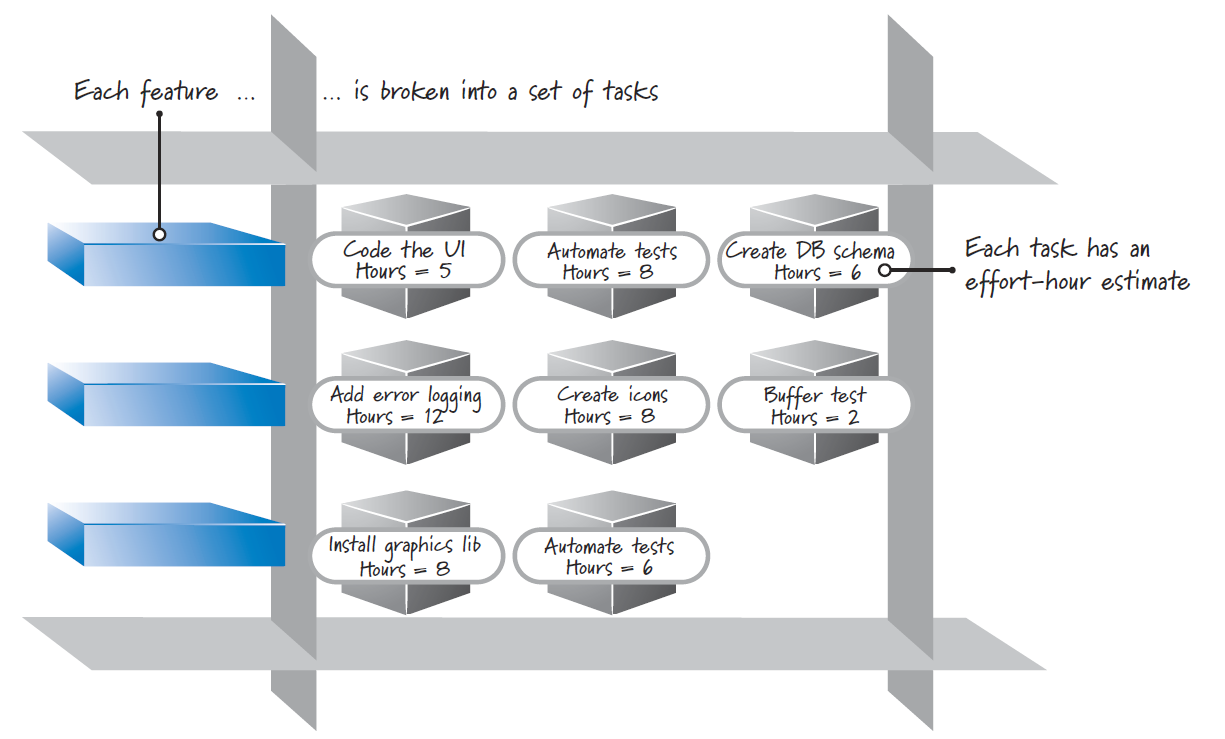 Each feature ... ... is broken into a set of tasks
Code the UI
Hours = 5
Automate tests
Hours = 8
Create DB schema
Hours = 6
Each task has an
effort-hour estimate
Add error logging
Hours = 12
Create icons
Hours = 8
Buffer test
Hours = 2
Install graphics lib
Hours = 8
Automate tests
Hours = 6